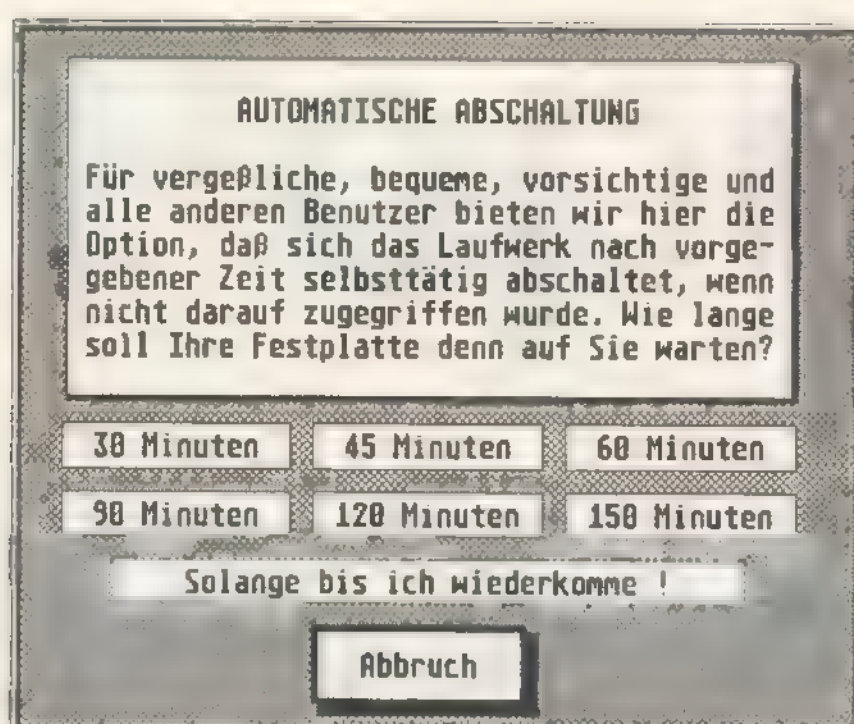 AUTOMATISCHE ABSCHALTUNG
Für vergeßliche, bequeme, vorsichtige und
alle anderen Benutzer bieten wir hier die
Option, daß sich das Laufwerk nach vorge-
gebener Zeit selbsttätig abschaltet, wenn
nicht darauf zugegriffen wurde. Wie lange
soll Ihre Festplatte denn auf Sie warten?
30 Minuten 45 Minuten 60 Minuten
90 Minuten 120 Minuten 150 Minuten
Solange bis ich wiederkomme !
Abbruch